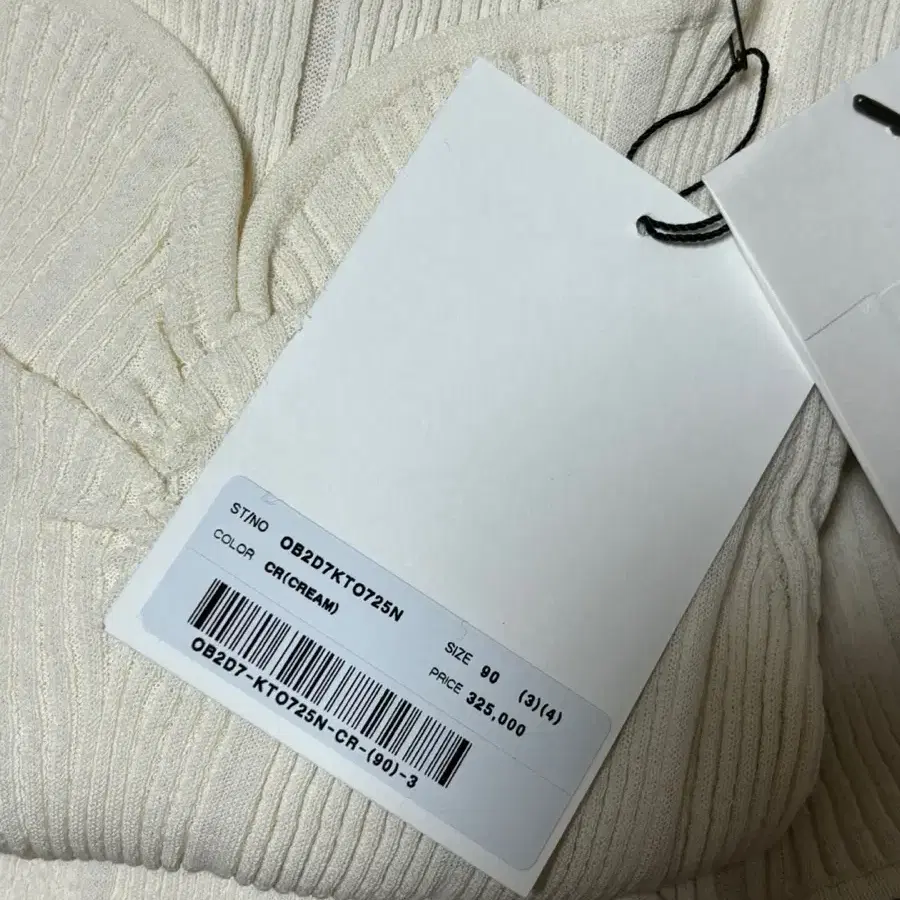 ST/NO OB2D7KTO725N
COLOR CR(CREAM)
SIZE 90 (3)(4)
PRICE 325,000
OB2D7-KTO725N-CR-(90)-3